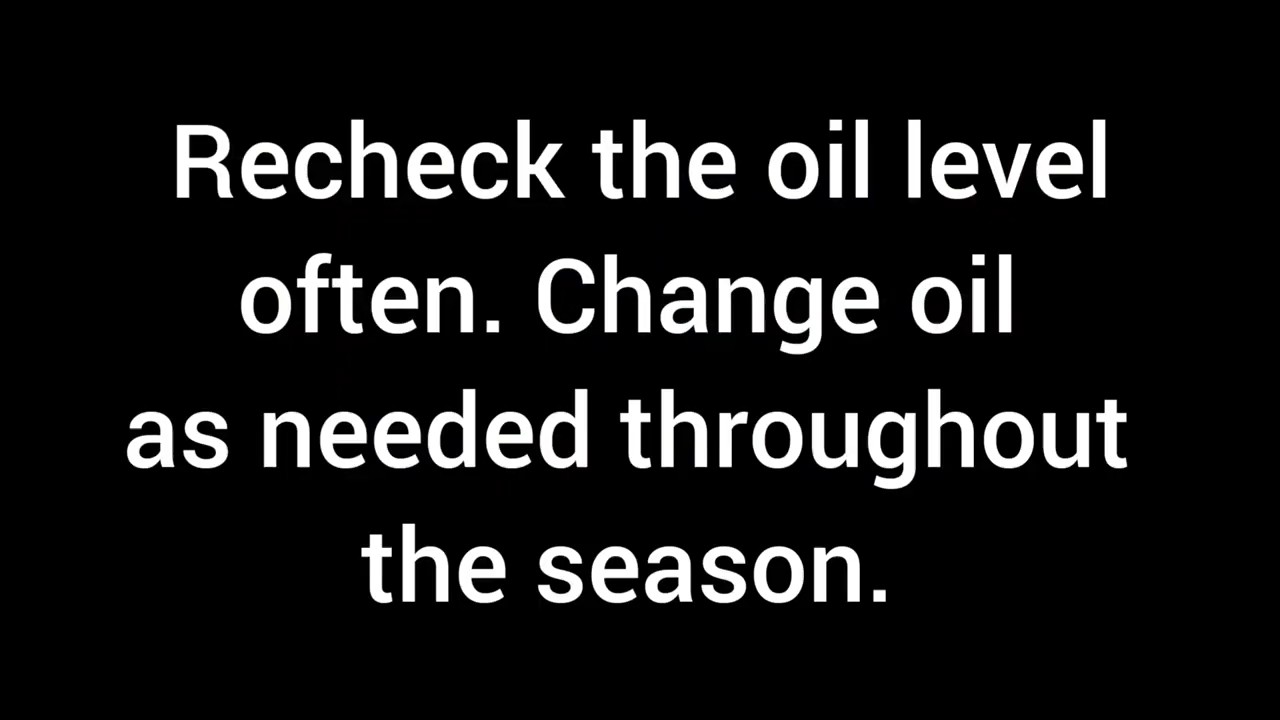 Recheck the oil level
often. Change oil
as needed throughout
the season.